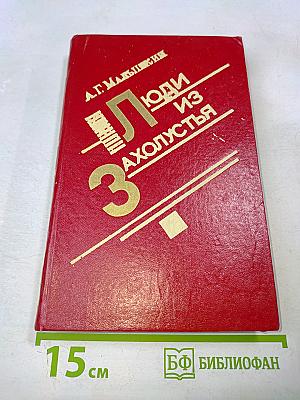 А.Г. Малышкин
Люди
из
Захолустья
15 см
БФ БИБЛИОФАН